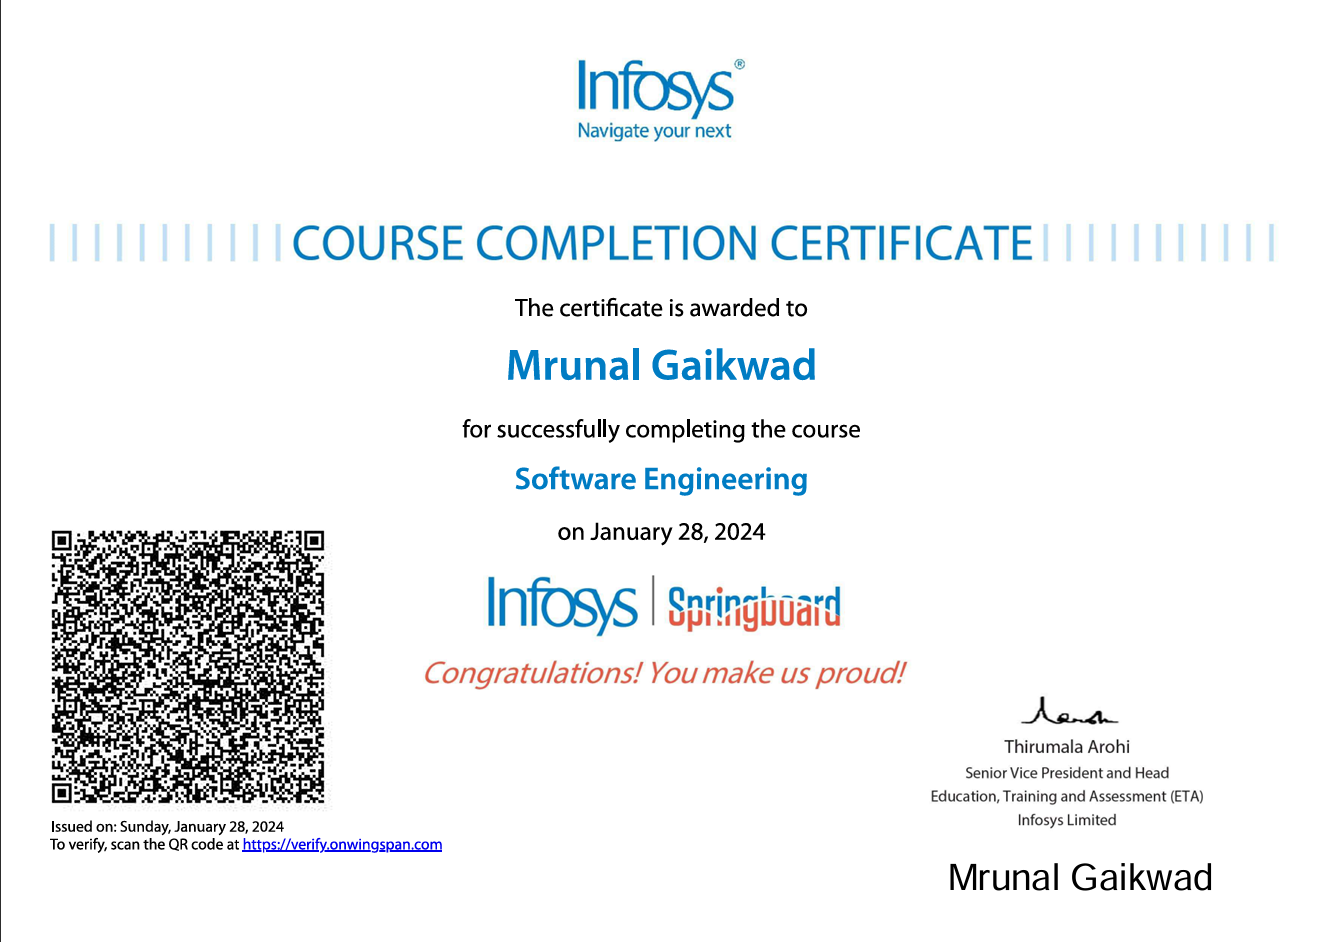 Infosys®
Navigate your next
COURSE COMPLETION CERTIFICATE
The certificate is awarded to
Mrunal Gaikwad
for successfully completing the course
Software Engineering
on January 28, 2024
Infosys | Springboard
Congratulations! You make us proud!
Thirumala Arohi
Senior Vice President and Head
Education, Training and Assessment (ETA)
Infosys Limited
Issued on: Sunday, January 28, 2024
To verify, scan the QR code at https://verify.onwingspan.com
Mrunal Gaikwad